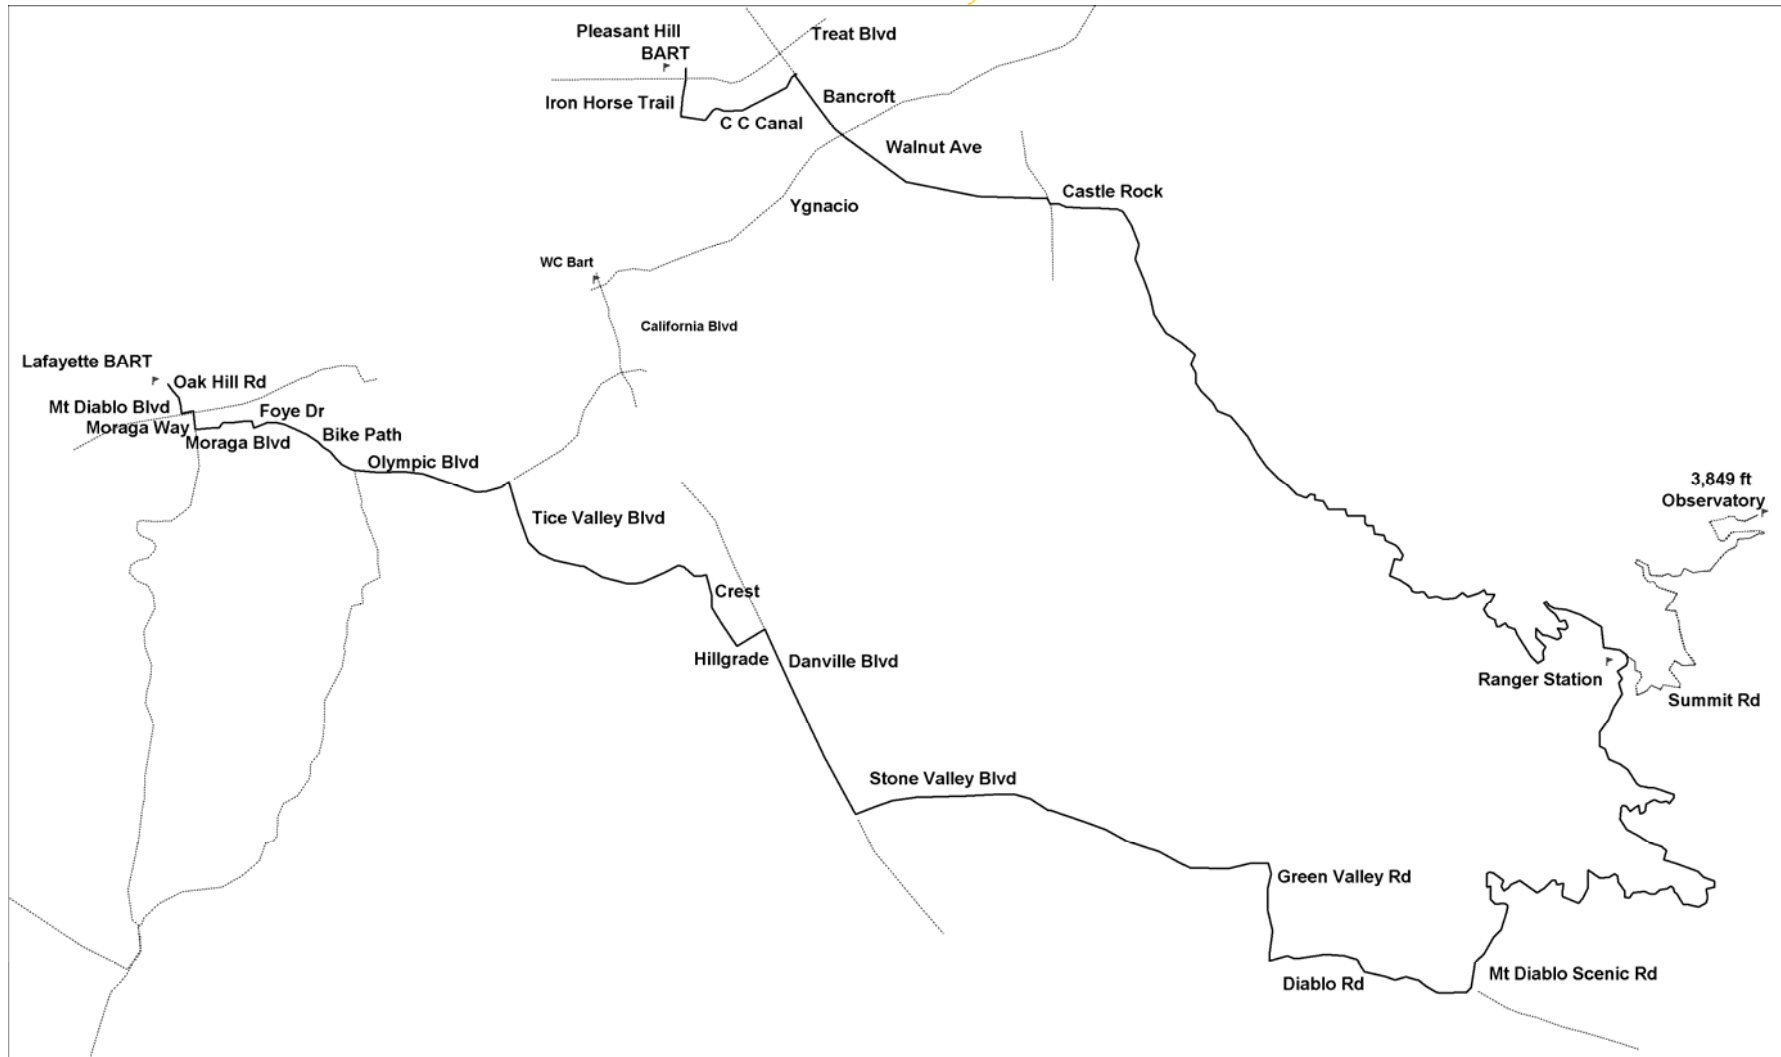 Pleasant Hill
BART
Treat Blvd
Iron Horse Trail
Bancroft
C C Canal
Walnut Ave
Castle Rock
Ygnacio
WC Bart
California Blvd
Lafayette BART
Oak Hill Rd
Mt Diablo Blvd
Foye Dr
Moraga Way
Moraga Blvd
Bike Path
Olympic Blvd
3,849 ft
Observatory
Tice Valley Blvd
Crest
Hillgrade
Danville Blvd
Ranger Station
Summit Rd
Stone Valley Blvd
Green Valley Rd
Diablo Rd
Mt Diablo Scenic Rd